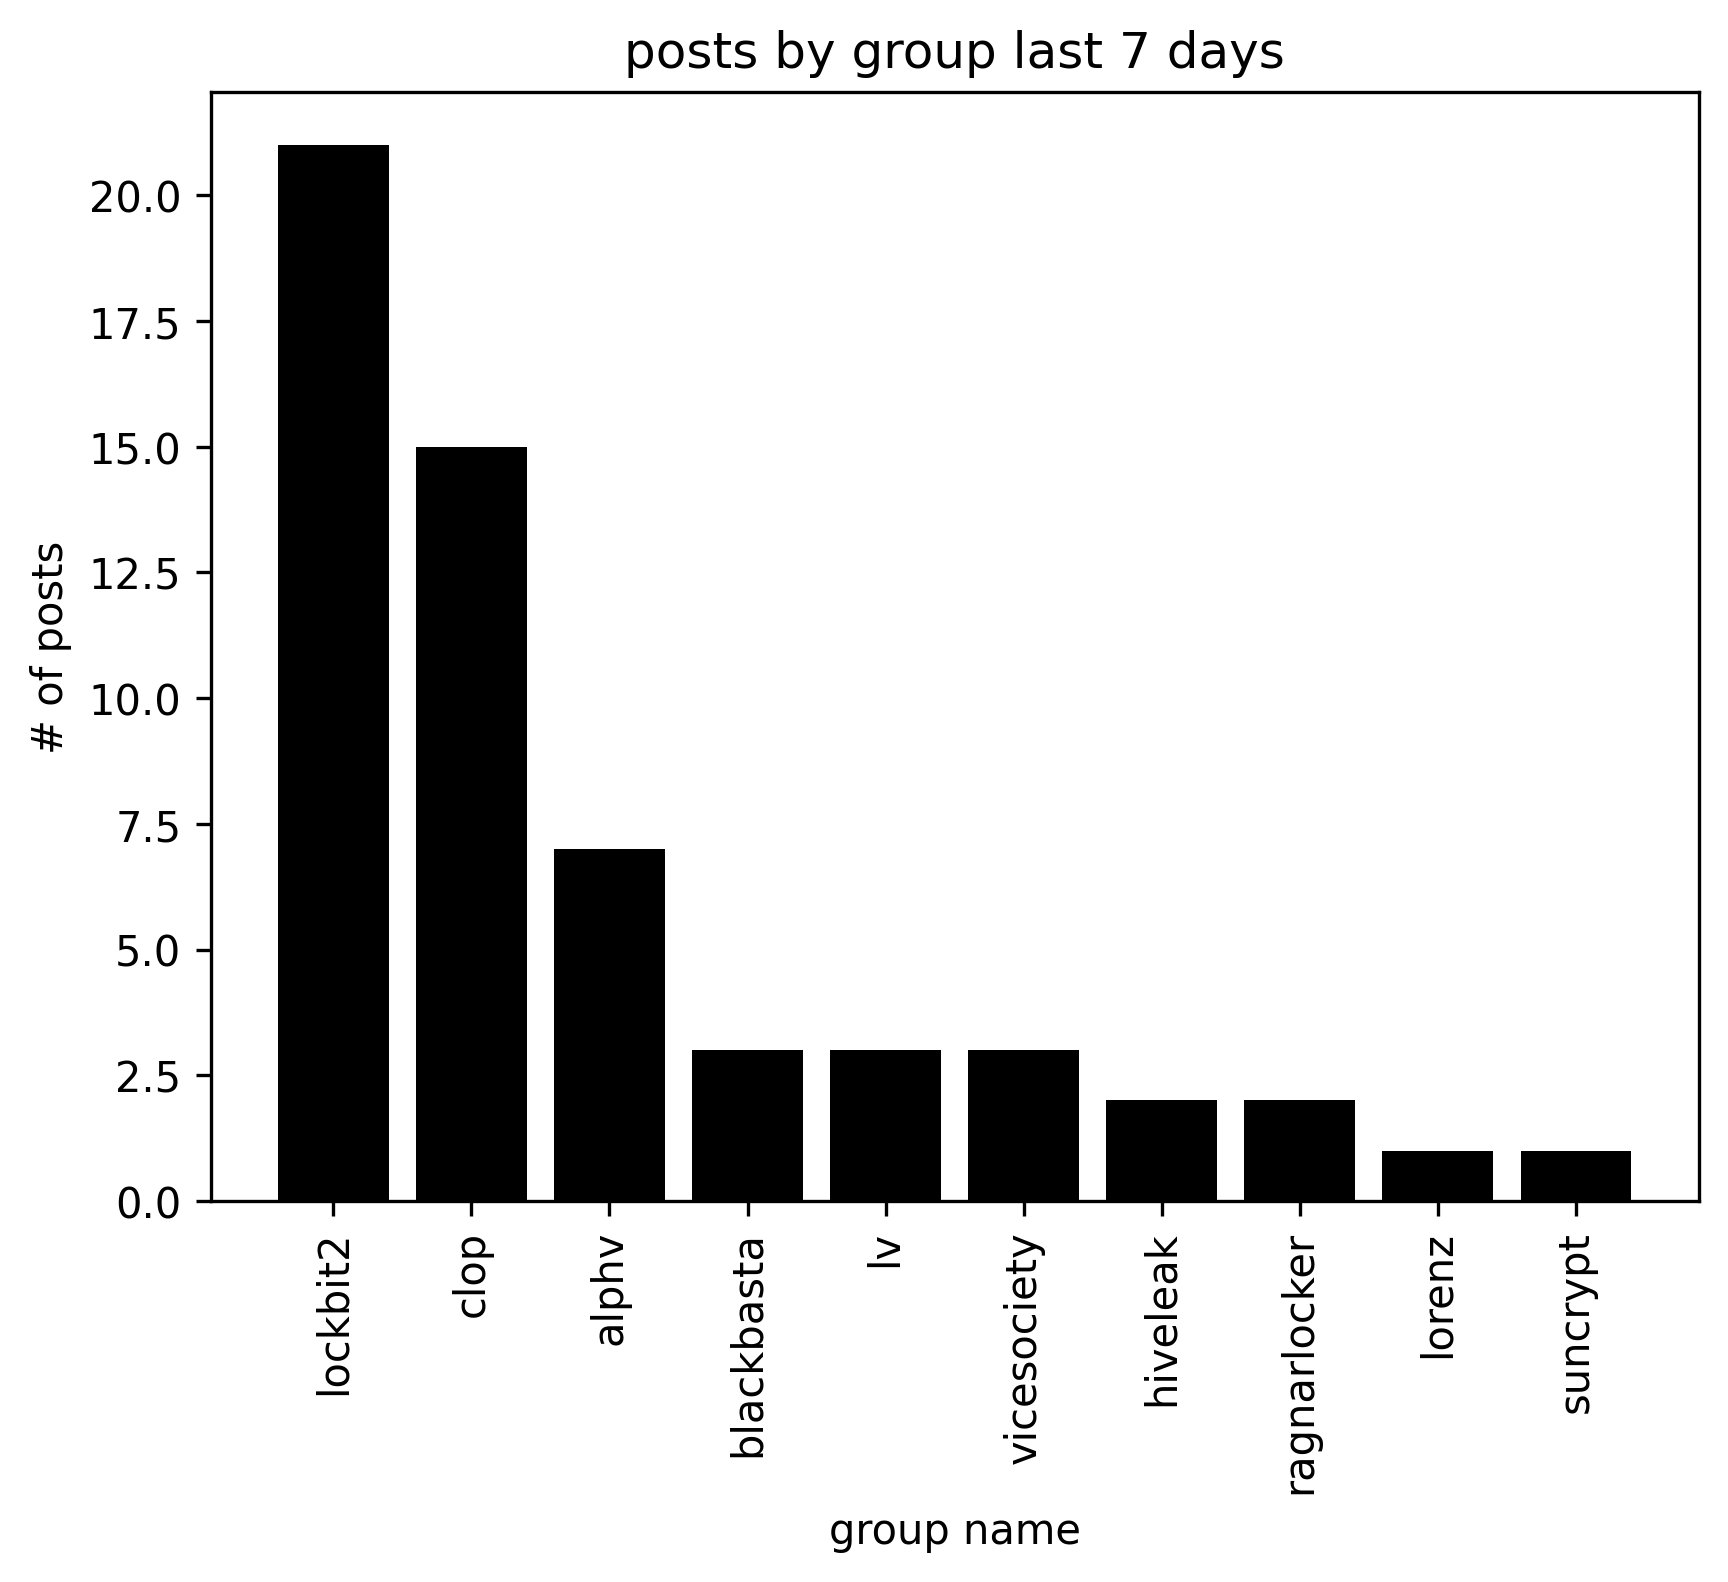 posts by group last 7 days
# of posts
20.0
17.5
15.0
12.5
10.0
7.5
5.0
2.5
0.0
lockbit2
clop
alphv
blackbasta
lv
vicesociety
hiveleak
ragnarlocker
lorenz
suncrypt
group name